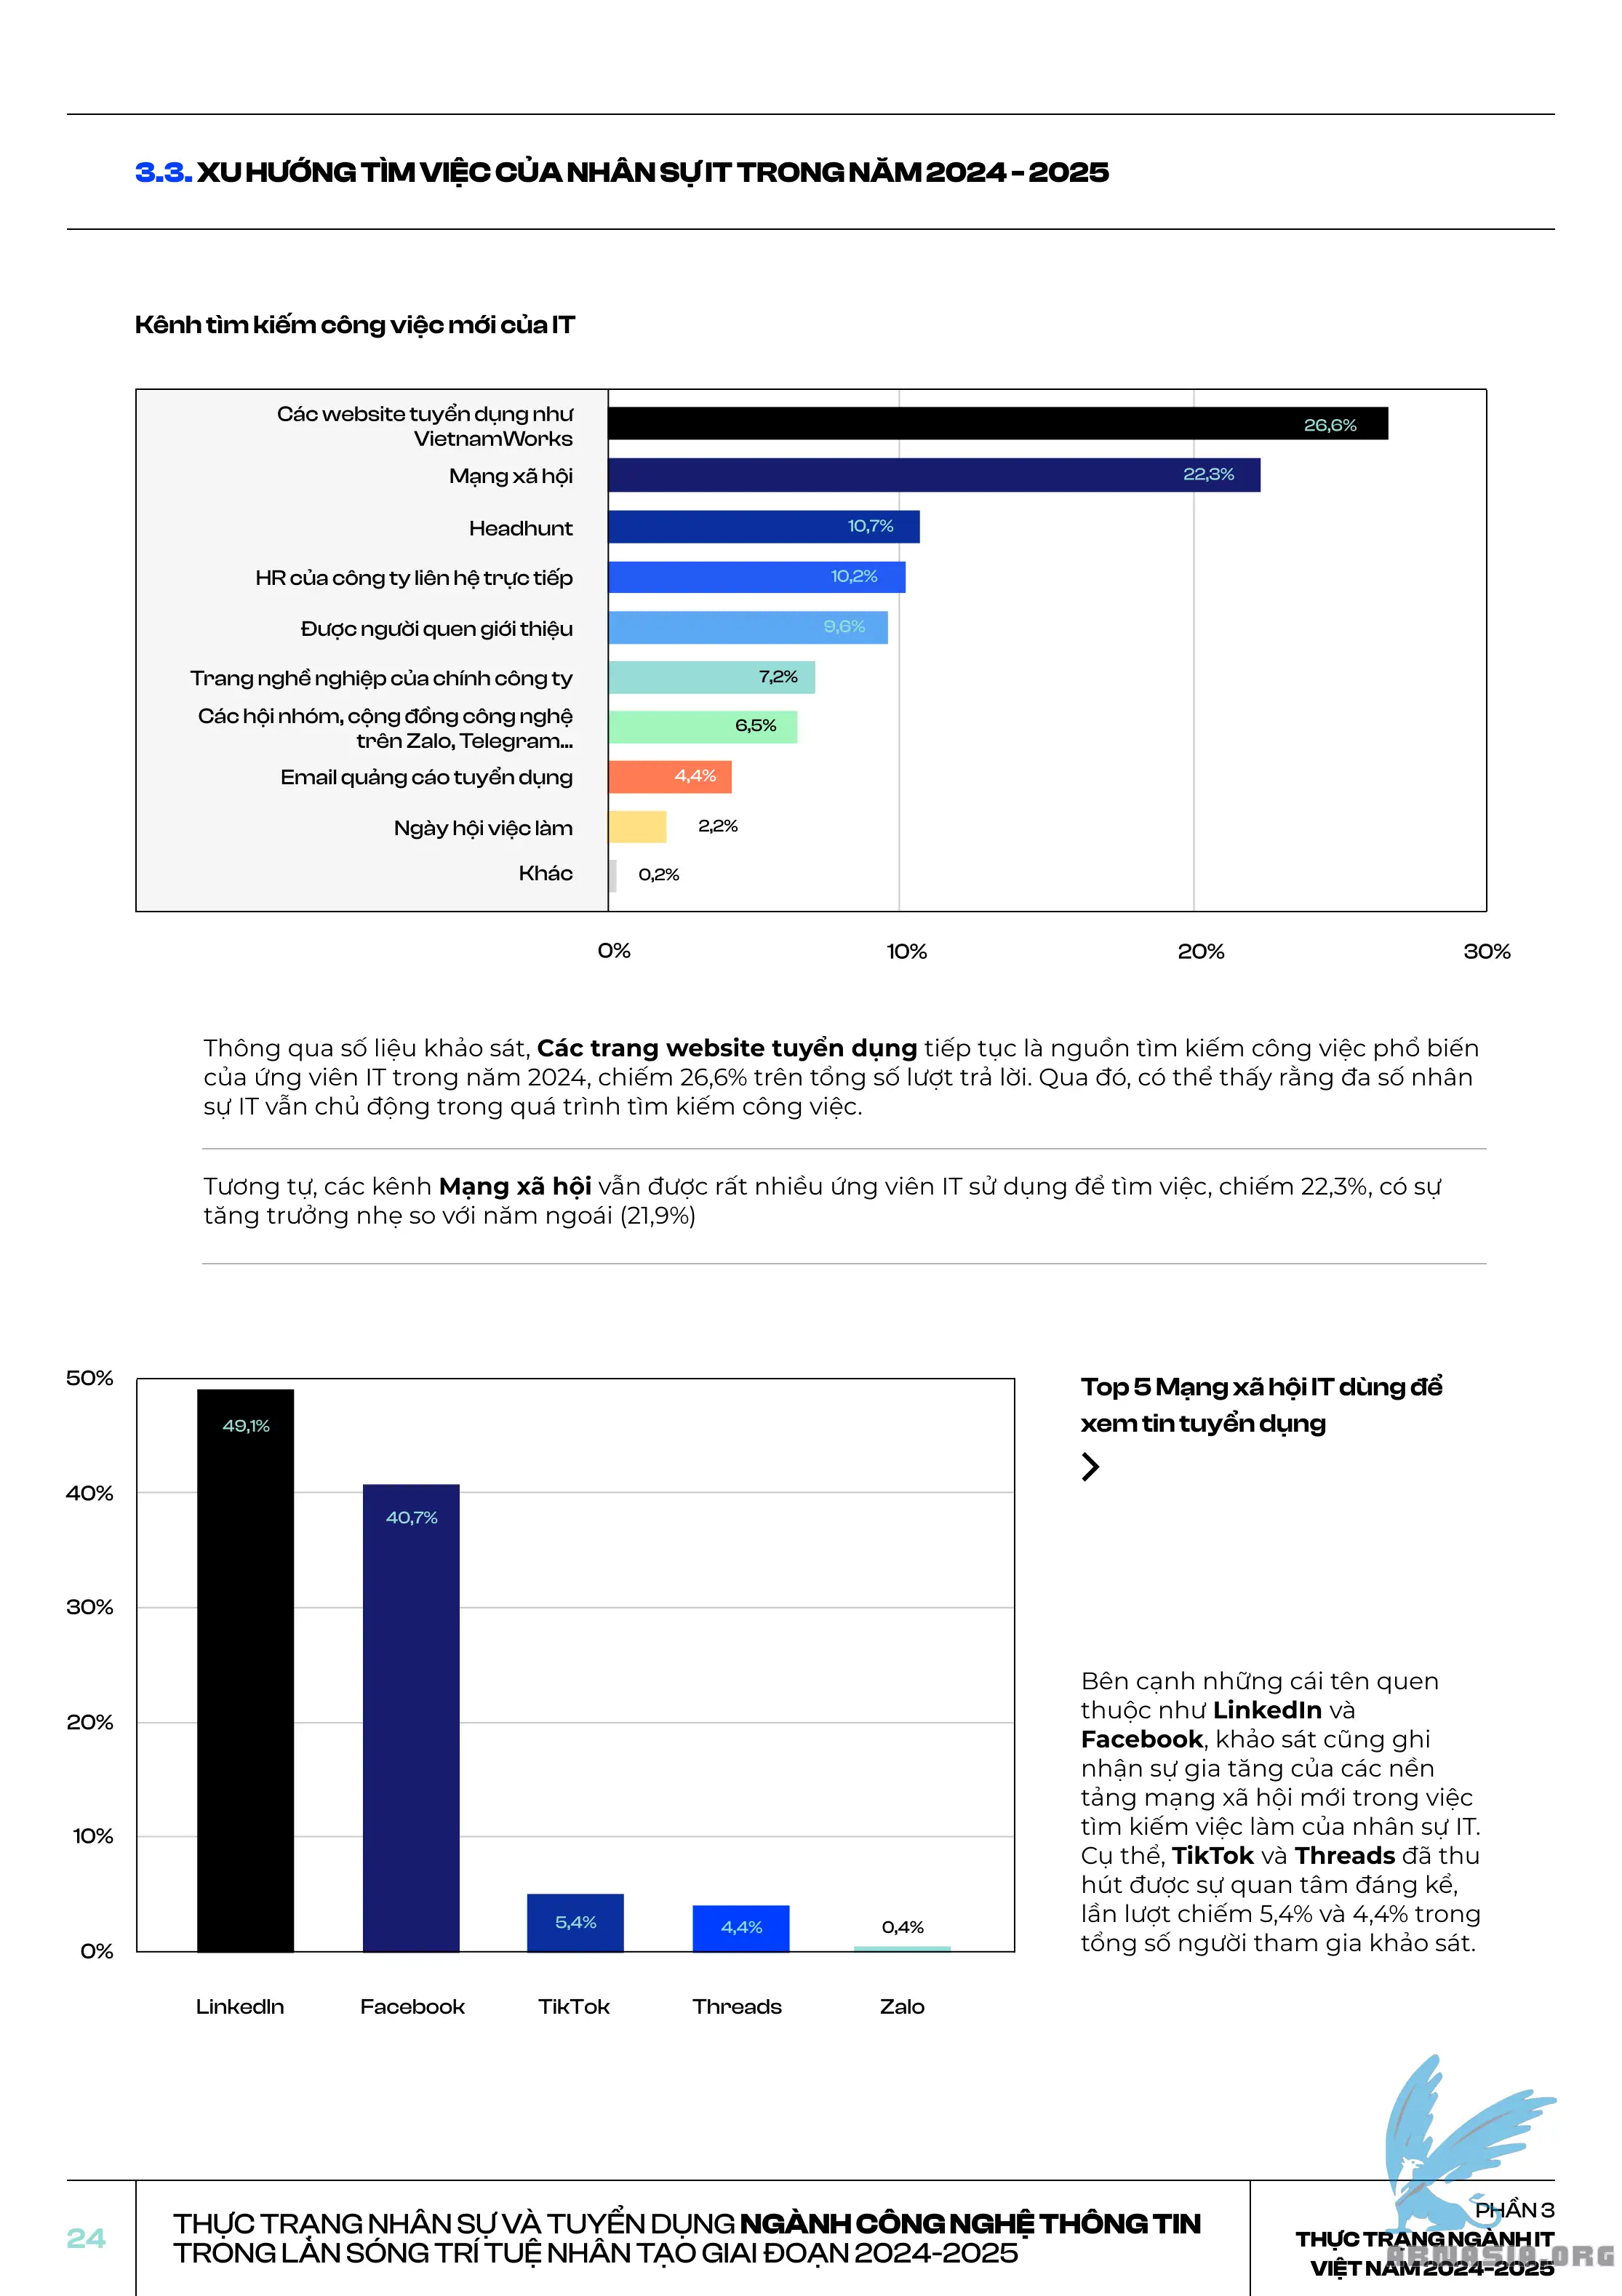 3.3. XU HƯỚNG TÌM VIỆC CỦA NHÂN SỰ IT TRONG NĂM 2024 - 2025
Kênh tìm kiếm công việc mới của IT
Các website tuyển dụng như
VietnamWorks
26,6%
Mạng xã hội
22,3%
Headhunt
10,7%
HR của công ty liên hệ trực tiếp
10,2%
Được người quen giới thiệu
9,6%
Trang nghề nghiệp của chính công ty
7,2%
Các hội nhóm, cộng đồng công nghệ
trên Zalo, Telegram...
6,5%
Email quảng cáo tuyển dụng
4,4%
Ngày hội việc làm
2,2%
Khác
0,2%
0%
10%
20%
30%
Thông qua số liệu khảo sát, Các trang website tuyển dụng tiếp tục là nguồn tìm kiếm công việc phổ biến
của ứng viên IT trong năm 2024, chiếm 26,6% trên tổng số lượt trả lời. Qua đó, có thể thấy rằng đa số nhân
sự IT vẫn chủ động trong quá trình tìm kiếm công việc.
Tương tự, các kênh Mạng xã hội vẫn được rất nhiều ứng viên IT sử dụng để tìm việc, chiếm 22,3%, có sự
tăng trưởng nhẹ so với năm ngoái (21,9%)
50%
40%
30%
20%
10%
0%
49,1%
40,7%
5,4%
4,4%
0,4%
LinkedIn
Facebook
TikTok
Threads
Zalo
Top 5 Mạng xã hội IT dùng để
xem tin tuyển dụng
Bên cạnh những cái tên quen
thuộc như LinkedIn và
Facebook, khảo sát cũng ghi
nhận sự gia tăng của các nền
tảng mạng xã hội mới trong việc
tìm kiếm việc làm của nhân sự IT.
Cụ thể, TikTok và Threads đã thu
hút được sự quan tâm đáng kể,
lần lượt chiếm 5,4% và 4,4% trong
tổng số người tham gia khảo sát.
24
THỰC TRẠNG NHÂN SỰ VÀ TUYỂN DỤNG NGÀNH CÔNG NGHỆ THÔNG TIN
TRONG LÀN SÓNG TRÍ TUỆ NHÂN TẠO GIAI ĐOẠN 2024-2025
PHẦN 3
THỰC TRẠNG NGÀNH IT
VIỆT NAM 2024-2025
ARMASIA.ORG